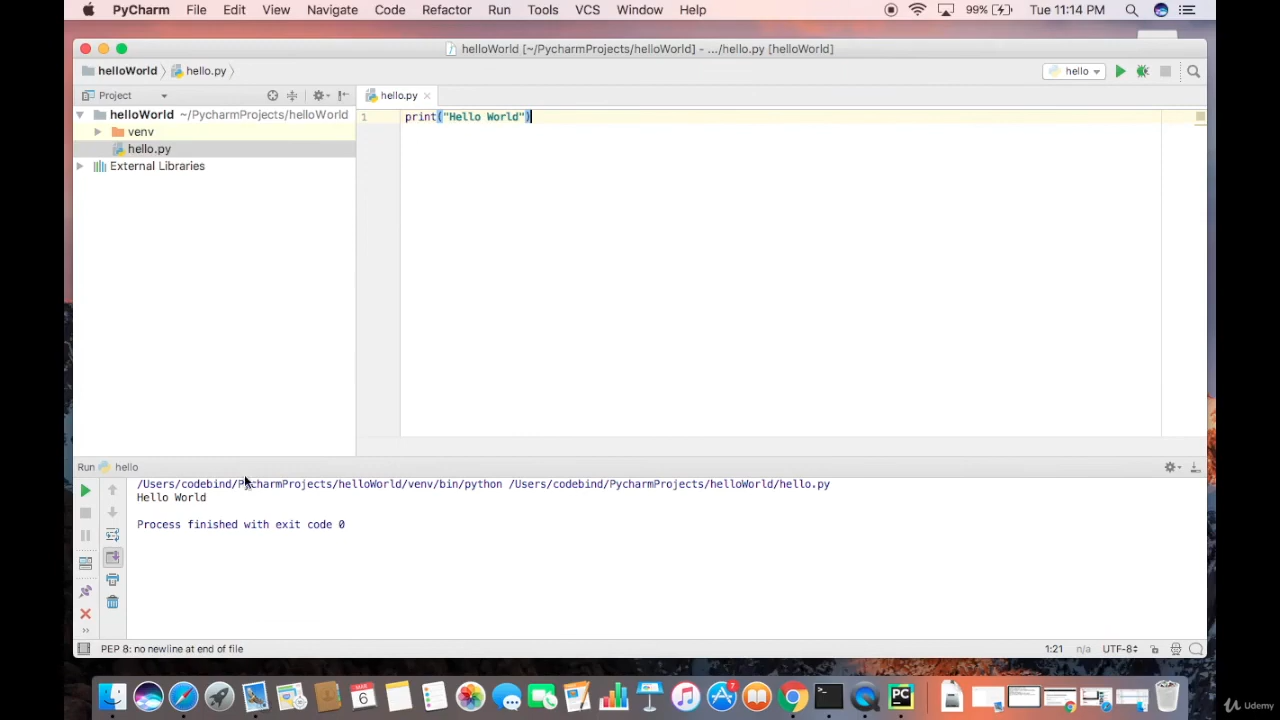 PyCharm File Edit View Navigate Code Refactor Run Tools VCS Window Help 99% Tue 11:14 PM
helloWorld [~/PycharmProjects/helloWorld] - .../hello.py [helloWorld]
helloWorld hello.py hello
Project hello.py
helloWorld ~/PycharmProjects/helloWorld
1 print("Hello World")
venv
hello.py
External Libraries
Run hello
/Users/codebind/PycharmProjects/helloWorld/venv/bin/python /Users/codebind/PycharmProjects/helloWorld/hello.py
Hello World
Process finished with exit code 0
PEP 8: no newline at end of file 1:21 n/a UTF-8
6
7
PC
Udemy